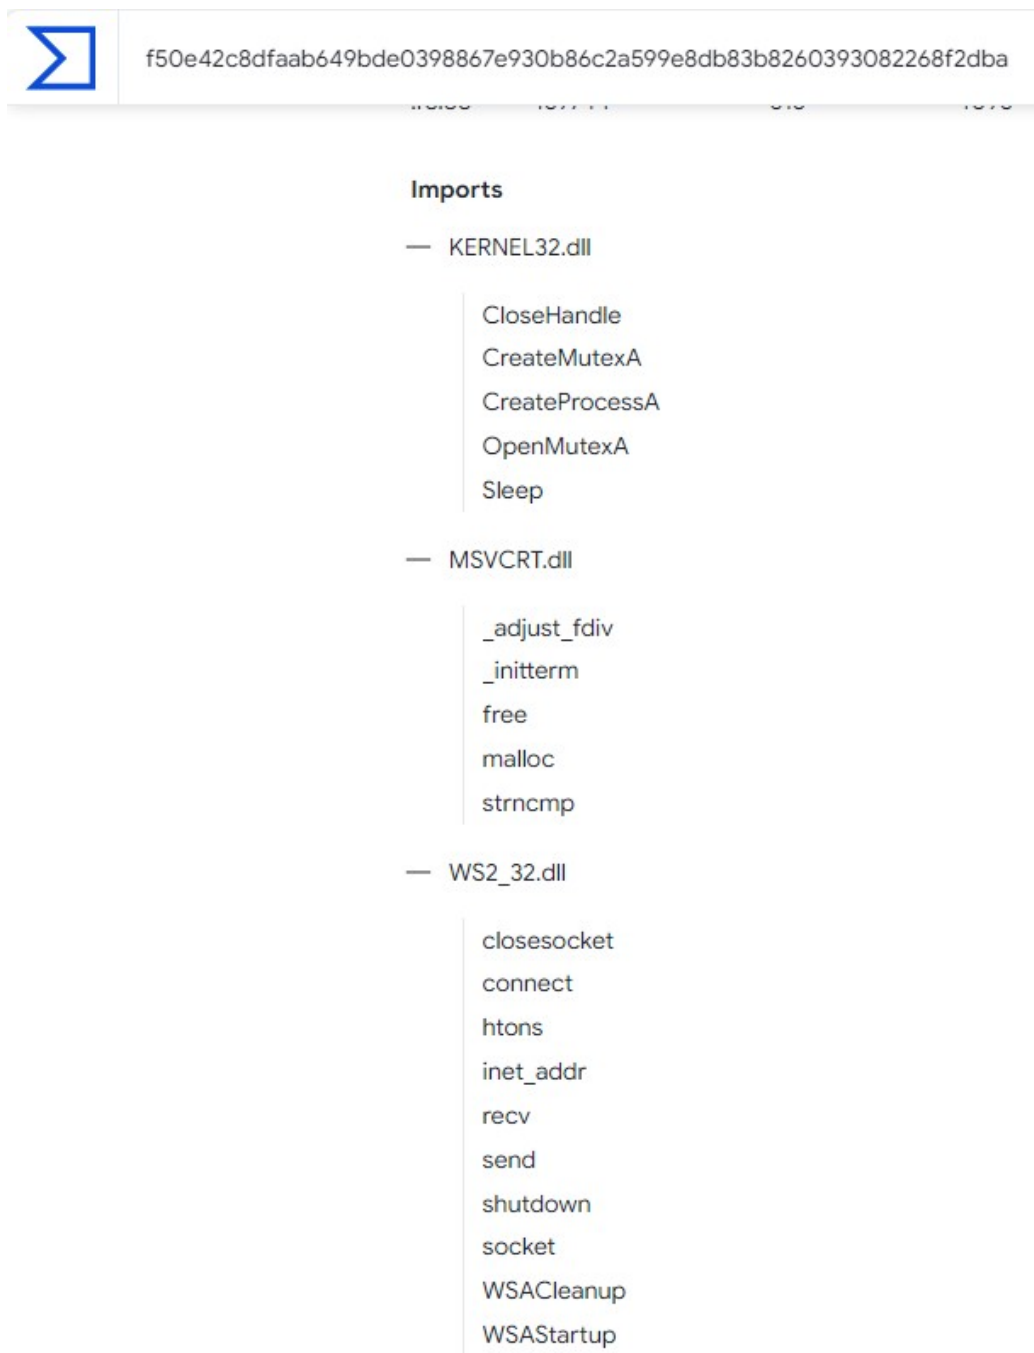 f50e42c8dfaab649bde0398867e930b86c2a599e8db83b8260393082268f2dba
Imports
— KERNEL32.dll
CloseHandle
CreateMutexA
CreateProcessA
OpenMutexA
Sleep
— MSVCRT.dll
_adjust_fdiv
_initterm
free
malloc
strncmp
— WS2_32.dll
closesocket
connect
htons
inet_addr
recv
send
shutdown
socket
WSACleanup
WSAStartup